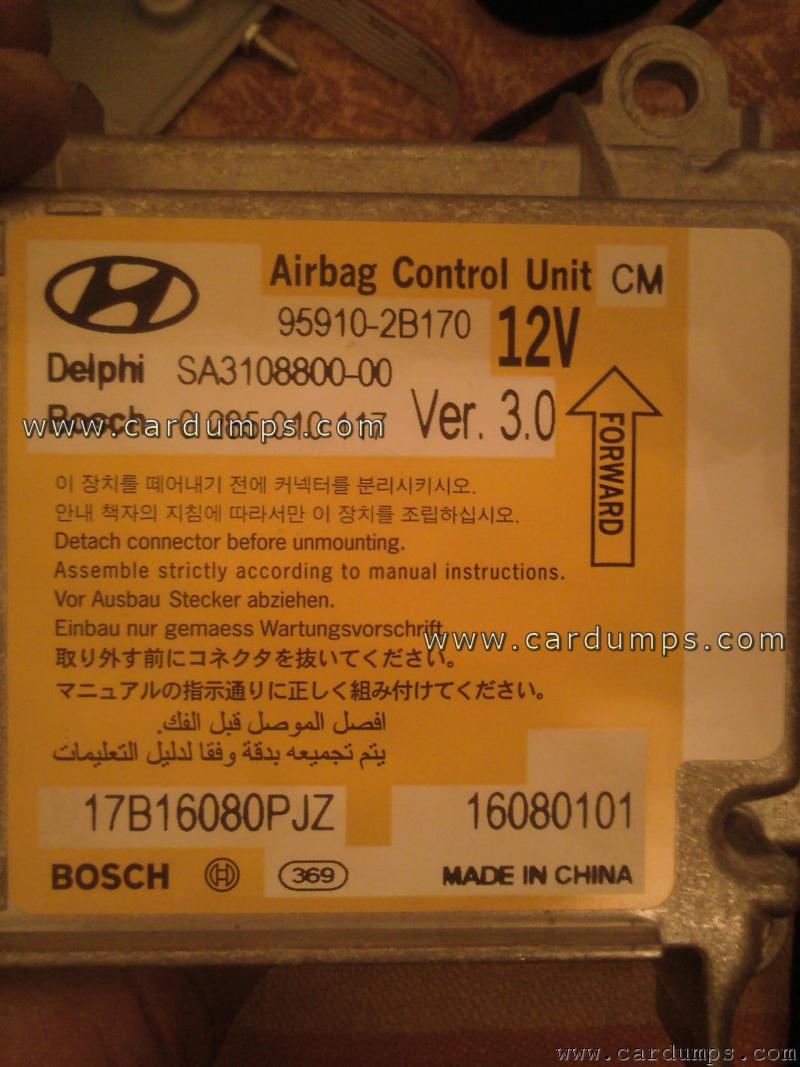 Airbag Control Unit CM
95910-2B170 12V
Delphi SA3108800-00
Bosch 0 285 010 117 Ver. 3.0
www.cardumps.com
FORWARD
이 장치를 떼어내기 전에 커넥터를 분리시키시오.
안내 책자의 지침에 따라서만 이 장치를 조립하십시오.
Detach connector before unmounting.
Assemble strictly according to manual instructions.
Vor Ausbau Stecker abziehen.
Einbau nur gemaess Wartungsvorschrift
www.cardumps.com
取り外す前にコネクタを抜いてください。
マニュアルの指示通りに正しく組み付けてください。
افصل الموصل قبل الفك.
يتم تجميعه بدقة وفقا لدليل التعليمات
17B16080PJZ 16080101
BOSCH 369 MADE IN CHINA
www.cardumps.com